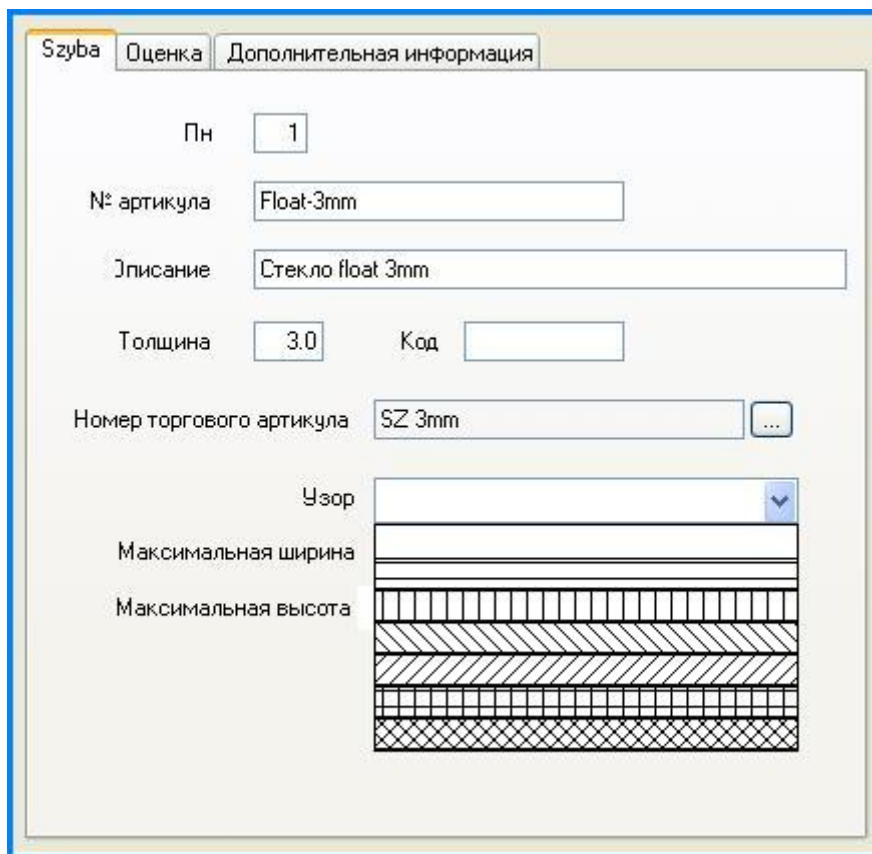 Szyba Оценка Дополнительная информация
Пн 1
№ артикула Float-3mm
Описание Стекло float 3mm
Толщина 3.0 Код
Номер торгового артикула SZ 3mm ...
Узор
Максимальная ширина
Максимальная высота